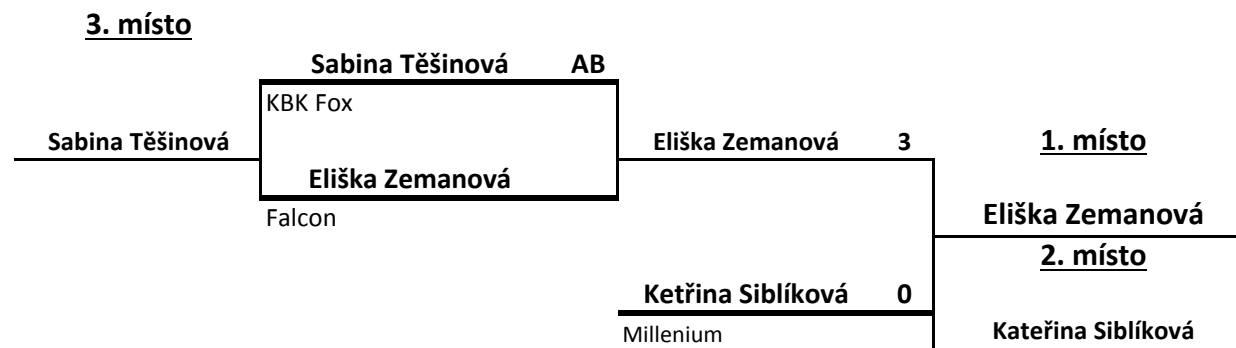 3. místo
Sabina Těšinová AB
KBK Fox
Sabina Těšinová
Eliška Zemanová 3
1. místo
Eliška Zemanová
Falcon
Eliška Zemanová
2. místo
Ketřina Siblíková 0
Millenium
Kateřina Siblíková